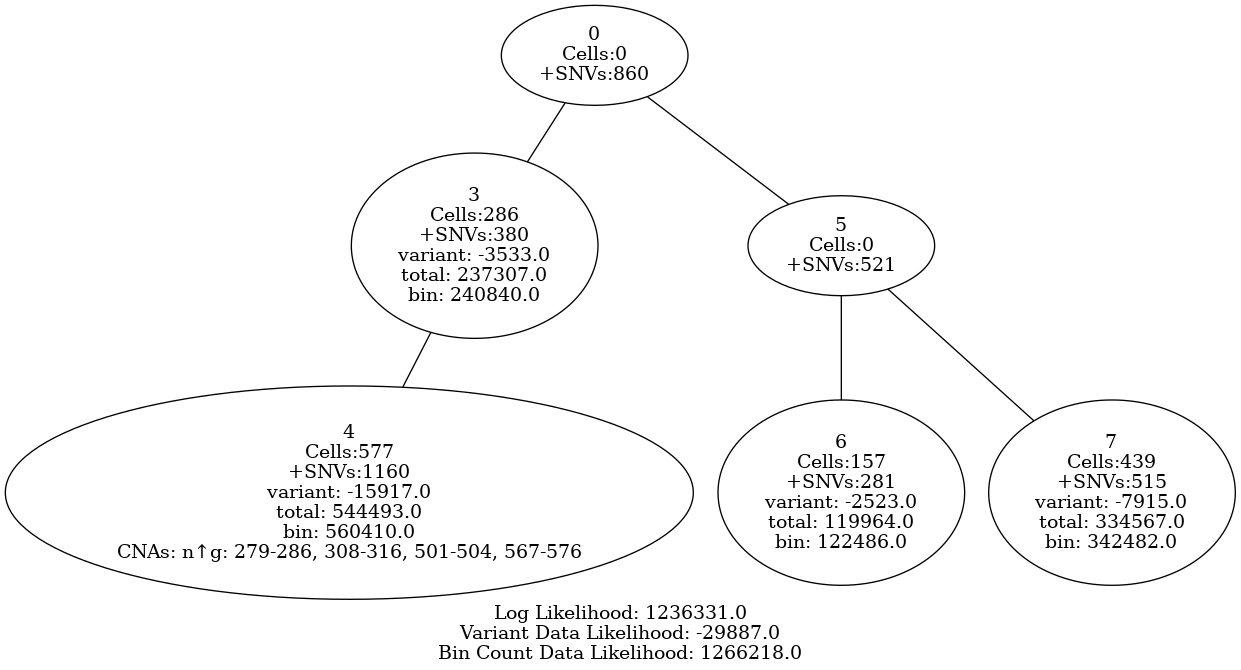 0
Cells:0
+SNVs:860
3
Cells:286
+SNVs:380
variant: -3533.0
total: 237307.0
bin: 240840.0
5
Cells:0
+SNVs:521
4
Cells:577
+SNVs:1160
variant: -15917.0
total: 544493.0
bin: 560410.0
CNAs: n↑g: 279-286, 308-316, 501-504, 567-576
6
Cells:157
+SNVs:281
variant: -2523.0
total: 119964.0
bin: 122486.0
7
Cells:439
+SNVs:515
variant: -7915.0
total: 334567.0
bin: 342482.0
Log Likelihood: 1236331.0
Variant Data Likelihood: -29887.0
Bin Count Data Likelihood: 1266218.0